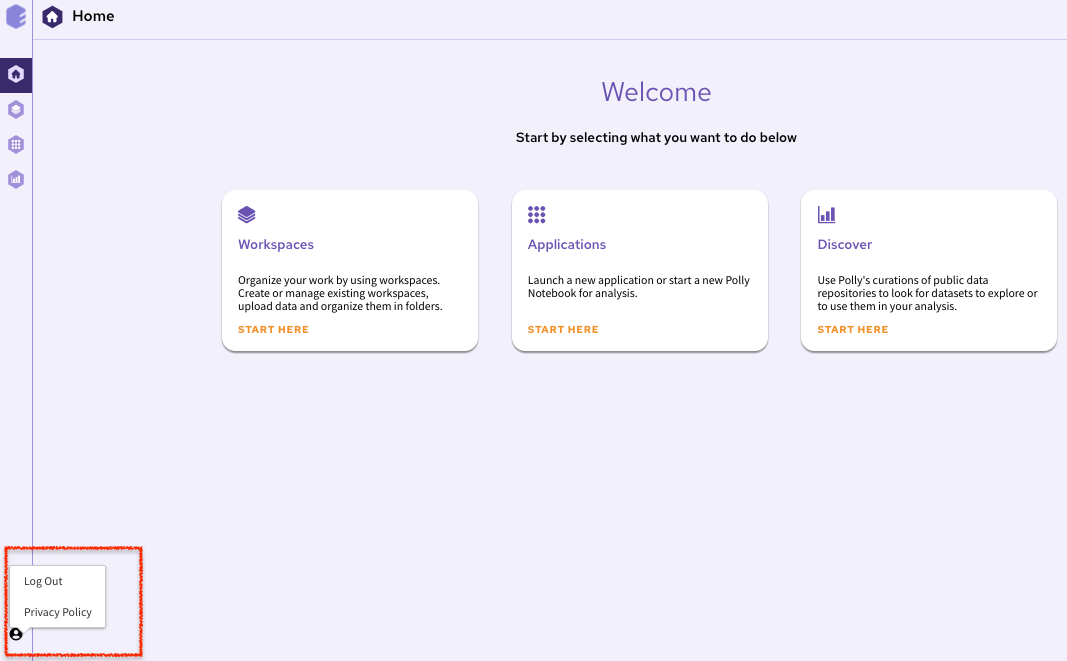 Home
Welcome
Start by selecting what you want to do below
Workspaces
Organize your work by using workspaces.
Create or manage existing workspaces,
upload data and organize them in folders.
START HERE
Applications
Launch a new application or start a new Polly
Notebook for analysis.
START HERE
Discover
Use Polly's curations of public data
repositories to look for datasets to explore or
to use them in your analysis.
START HERE
Log Out
Privacy Policy